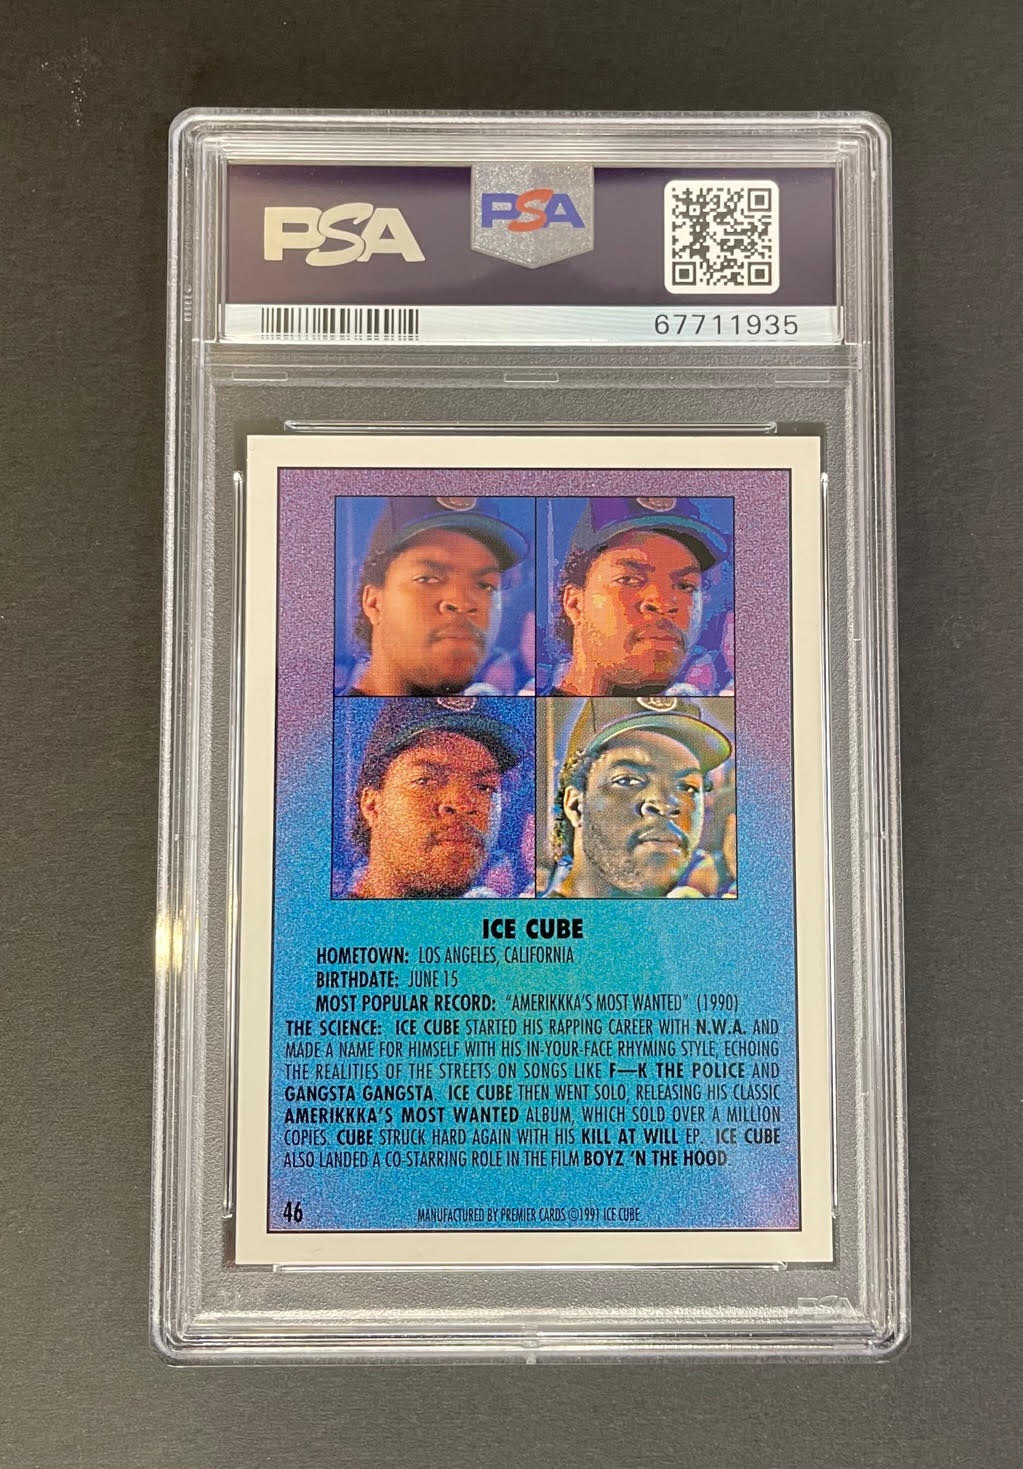 PSA
PSA
67711935
ICE CUBE
HOMETOWN: LOS ANGELES, CALIFORNIA
BIRTHDATE: JUNE 15
MOST POPULAR RECORD: "AMERIKKKA'S MOST WANTED" (1990)
THE SCIENCE: ICE CUBE STARTED HIS RAPPING CAREER WITH N.W.A. AND
MADE A NAME FOR HIMSELF WITH HIS IN-YOUR-FACE RHYMING STYLE, ECHOING
THE REALITIES OF THE STREETS ON SONGS LIKE F—K THE POLICE AND
GANGSTA GANGSTA. ICE CUBE THEN WENT SOLO, RELEASING HIS CLASSIC
AMERIKKKA'S MOST WANTED ALBUM, WHICH SOLD OVER A MILLION
COPIES. CUBE STRUCK HARD AGAIN WITH HIS KILL AT WILL EP. ICE CUBE
ALSO LANDED A CO-STARRING ROLE IN THE FILM BOYZ 'N THE HOOD.
46
MANUFACTURED BY PREMIER CARDS ©1991 ICE CUBE
PSA